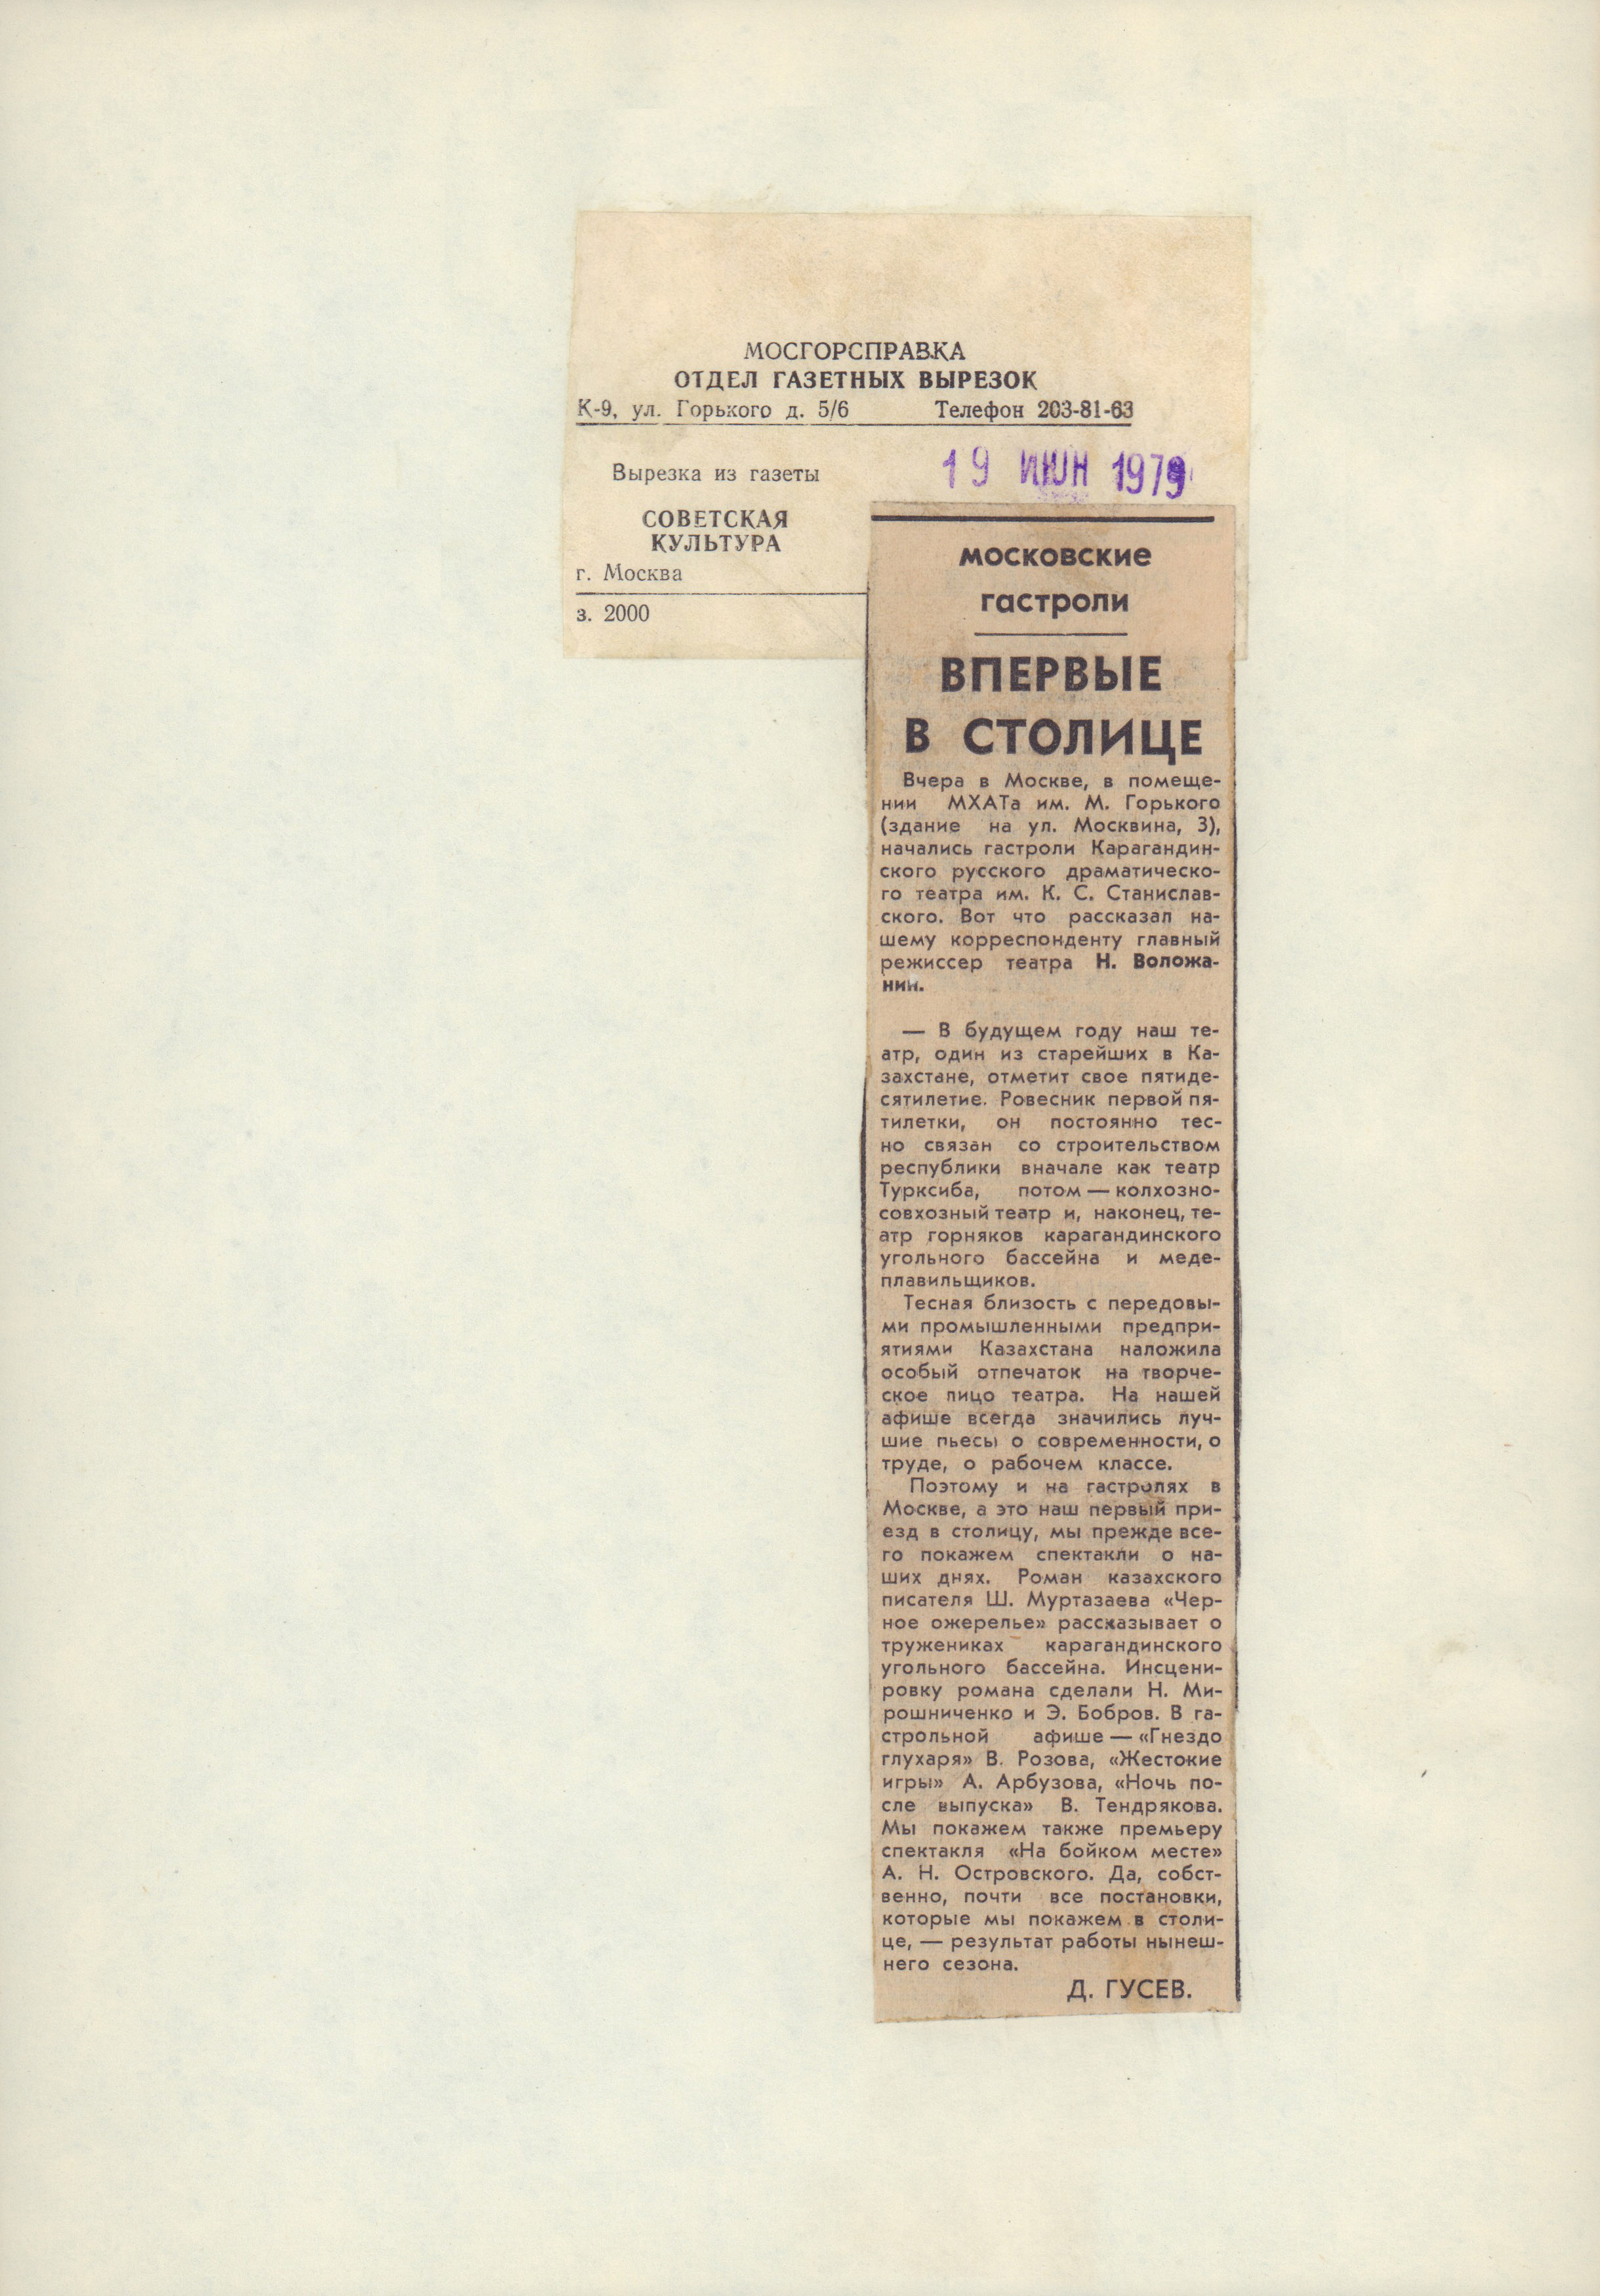 МОСГОРСПРАВКА
ОТДЕЛ ГАЗЕТНЫХ ВЫРЕЗОК
К-9, ул. Горького д. 5/6 Телефон 203-81-63
Вырезка из газеты
19 ИЮН 1979
СОВЕТСКАЯ
КУЛЬТУРА
г. Москва
з. 2000
московские
гастроли
ВПЕРВЫЕ
В СТОЛИЦЕ
Вчера в Москве, в помеще-
нии МХАТа им. М. Горького
(здание на ул. Москвина, 3),
начались гастроли Карагандин-
ского русского драматическо-
го театра им. К. С. Станислав-
ского. Вот что рассказал на-
шему корреспонденту главный
режиссер театра Н. Воложа-
нин.
— В будущем году наш те-
атр, один из старейших в Ка-
захстане, отметит свое пятиде-
сятилетие. Ровесник первой пя-
тилетки, он постоянно тес-
но связан со строительством
республики вначале как театр
Турксиба, потом — колхозно-
совхозный театр и, наконец, те-
атр горняков карагандинского
угольного бассейна и меде-
плавильщиков.
Тесная близость с передовы-
ми промышленными предпри-
ятиями Казахстана наложила
особый отпечаток на творче-
ское лицо театра. На нашей
афише всегда значились луч-
шие пьесы о современности, о
труде, о рабочем классе.
Поэтому и на гастролях в
Москве, а это наш первый при-
езд в столицу, мы прежде все-
го покажем спектакли о на-
ших днях. Роман казахского
писателя Ш. Муртазаева «Чер-
ное ожерелье» рассказывает о
тружениках карагандинского
угольного бассейна. Инсцени-
ровку романа сделали Н. Ми-
рошниченко и Э. Бобров. В га-
строльной афише — «Гнездо
глухаря» В. Розова, «Жестокие
игры» А. Арбузова, «Ночь по-
сле выпуска» В. Тендрякова.
Мы покажем также премьеру
спектакля «На бойком месте»
А. Н. Островского. Да, собст-
венно, почти все постановки,
которые мы покажем в столи-
це, — результат работы нынеш-
него сезона.
Д. ГУСЕВ.